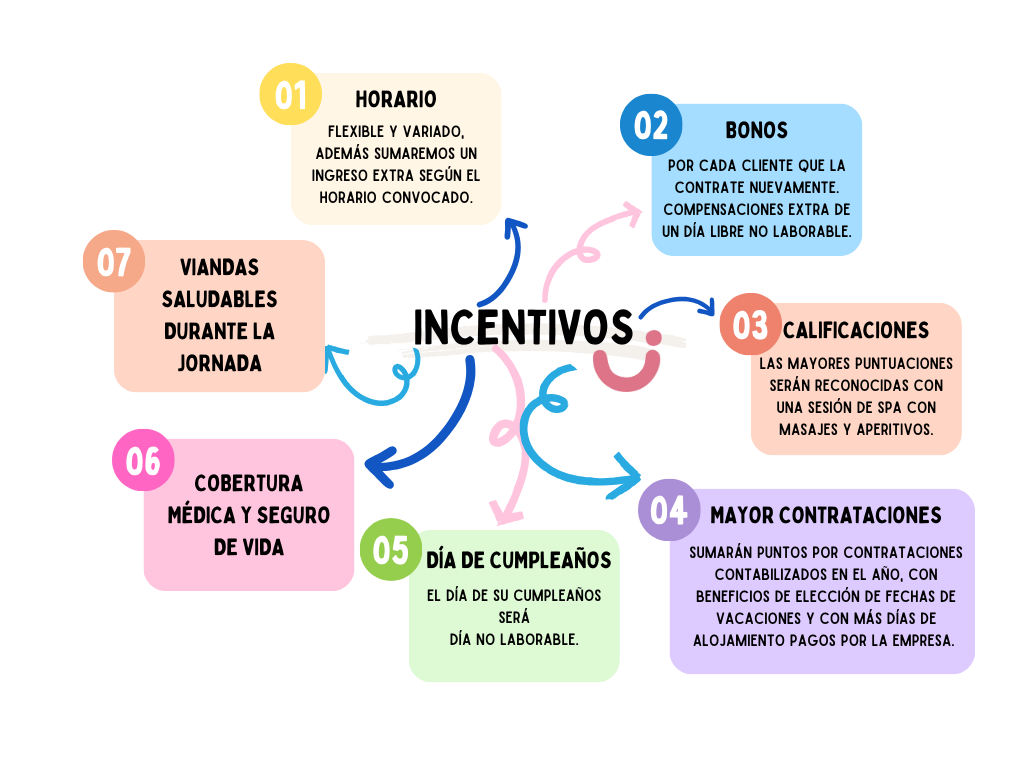 INCENTIVOS
01
HORARIO
FLEXIBLE Y VARIADO,
ADEMÁS SUMAREMOS UN
INGRESO EXTRA SEGÚN EL
HORARIO CONVOCADO.
02
BONOS
POR CADA CLIENTE QUE LA
CONTRATE NUEVAMENTE.
COMPENSACIONES EXTRA DE
UN DÍA LIBRE NO LABORABLE.
03
CALIFICACIONES
LAS MAYORES PUNTUACIONES
SERÁN RECONOCIDAS CON
UNA SESIÓN DE SPA CON
MASAJES Y APERITIVOS.
04
MAYOR CONTRATACIONES
SUMARÁN PUNTOS POR CONTRATACIONES
CONTABILIZADOS EN EL AÑO, CON
BENEFICIOS DE ELECCIÓN DE FECHAS DE
VACACIONES Y CON MÁS DÍAS DE
ALOJAMIENTO PAGOS POR LA EMPRESA.
05
DÍA DE CUMPLEAÑOS
EL DÍA DE SU CUMPLEAÑOS
SERÁ
DÍA NO LABORABLE.
06
COBERTURA
MÉDICA Y SEGURO
DE VIDA
07
VIANDAS
SALUDABLES
DURANTE LA
JORNADA